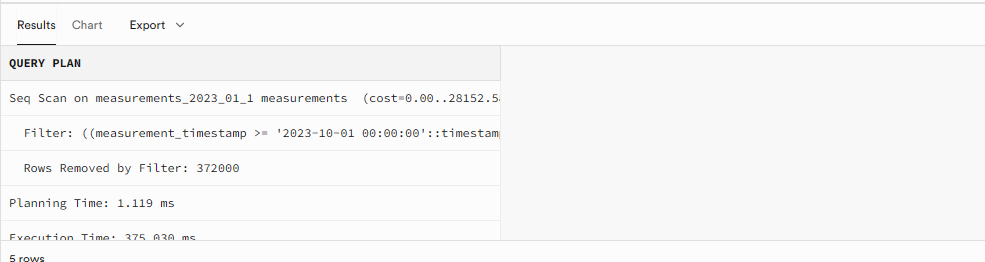 Results Chart Export
QUERY PLAN
Seq Scan on measurements_2023_01_1 measurements (cost=0.00..28152.5
Filter: ((measurement_timestamp >= '2023-10-01 00:00:00'::timestam
Rows Removed by Filter: 372000
Planning Time: 1.119 ms
Execution Time: 375.030 ms
5 rows